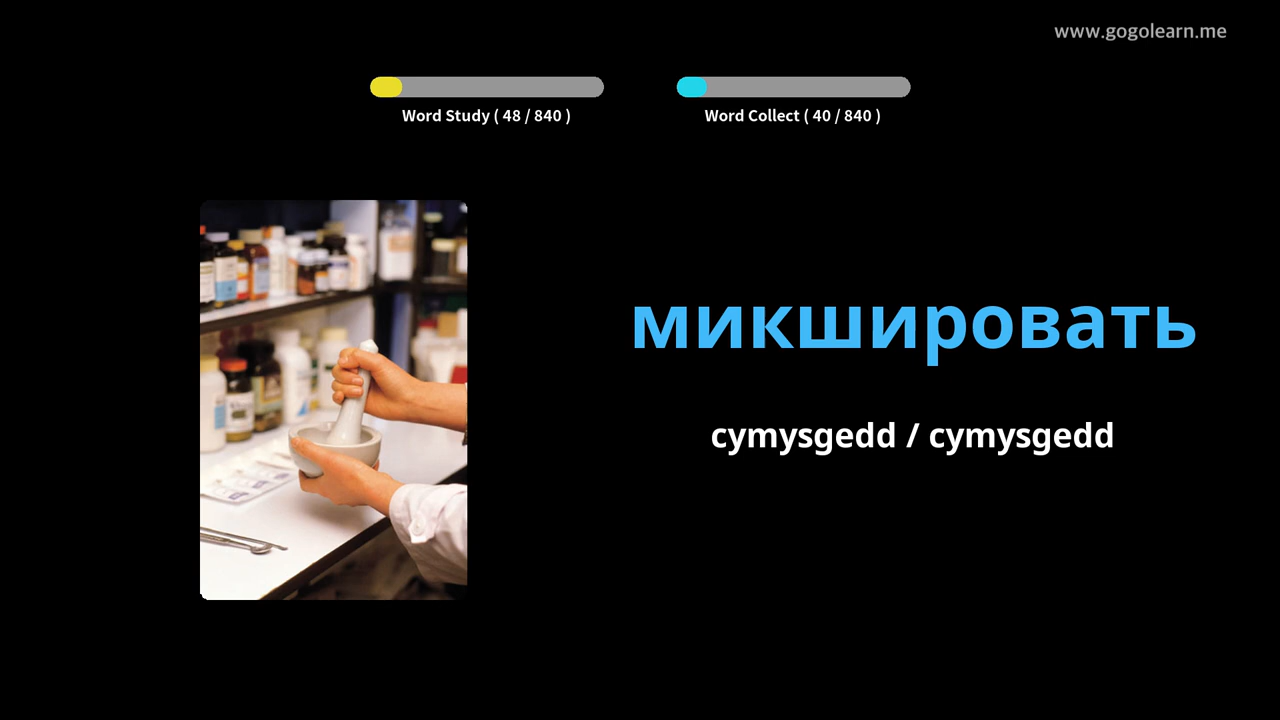 www.gogolearn.me
Word Study ( 48 / 840 )
Word Collect ( 40 / 840 )
микшировать
cymysgedd / cymysgedd